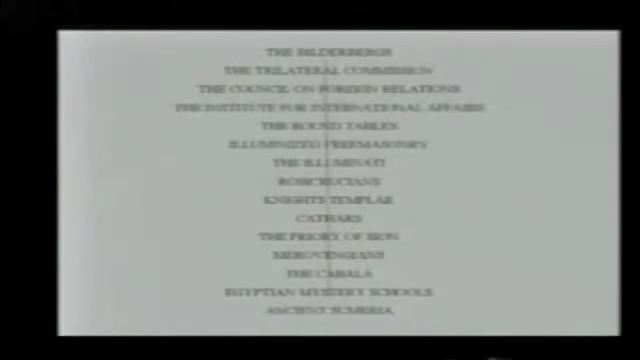 THE BILDERBERGS
THE TRILATERAL COMMISSION
THE COUNCIL ON FOREIGN RELATIONS
THE INSTITUTE FOR INTERNATIONAL AFFAIRS
THE ROUND TABLES
ILLUMINIZED FREEMASONRY
THE ILLUMINATI
ROSICRUCIANS
KNIGHTS TEMPLAR
CATHARS
THE PRIORY OF SION
MEROVINGIANS
THE CABALA
EGYPTIAN MYSTERY SCHOOLS
ANCIENT SUMERIA